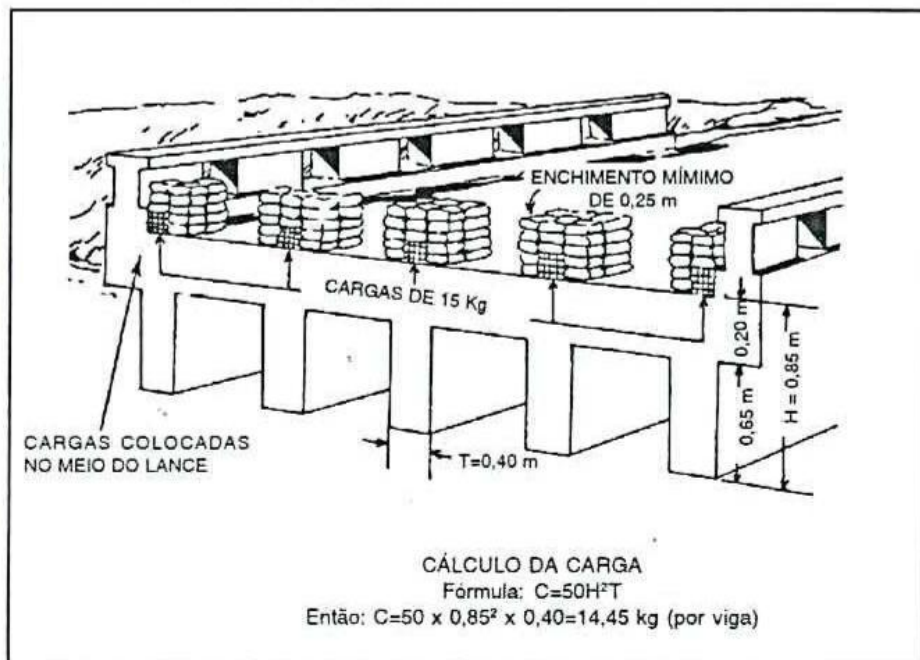 ENCHIMENTO MÍMIMO
DE 0,25 m
CARGAS DE 15 Kg
0,20 m
H = 0,85 m
0,65 m
CARGAS COLOCADAS
NO MEIO DO LANCE
T=0,40 m
CÁLCULO DA CARGA
Fórmula: C=50H²T
Então: C=50 x 0,85² x 0,40=14,45 kg (por viga)